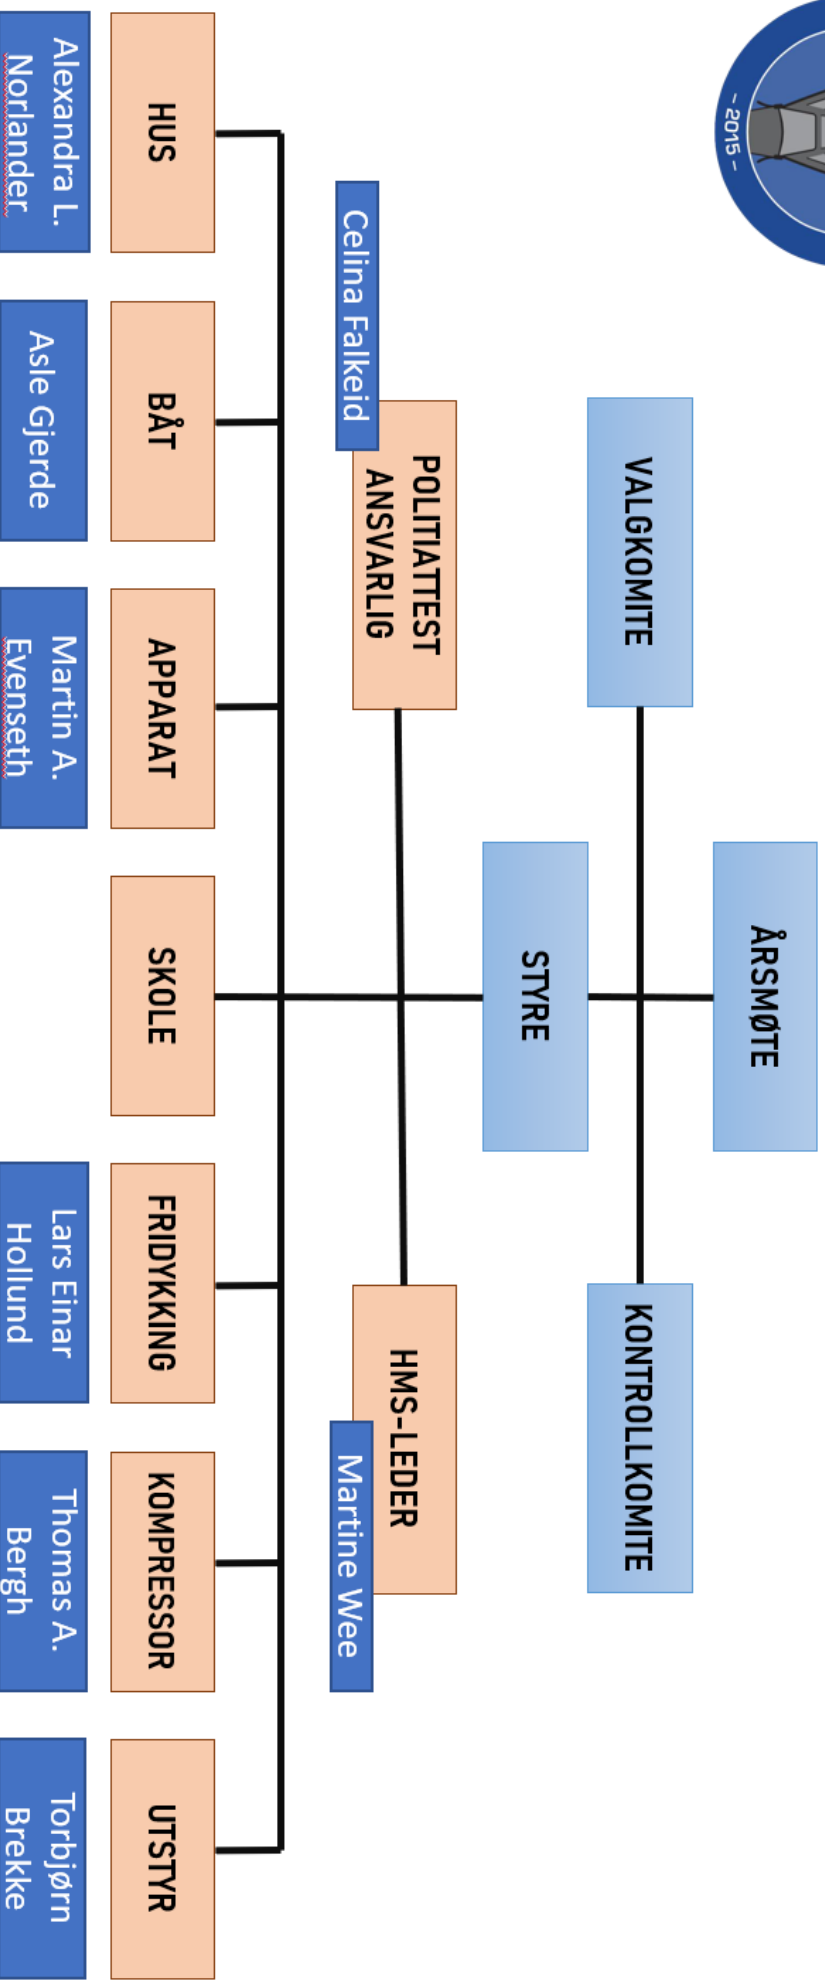 – 2015 –
ÅRSMØTE
VALGKOMITE
KONTROLLKOMITE
STYRE
POLITIATTEST
ANSVARLIG
Celina Falkeid
HMS-LEDER
Martine Wee
HUS
BÅT
APPARAT
SKOLE
FRIDYKKING
KOMPRESSOR
UTSTYR
Alexandra L.
Norlander
Asle Gjerde
Martin A.
Evenseth
Lars Einar
Hollund
Thomas A.
Bergh
Torbjørn
Brekke